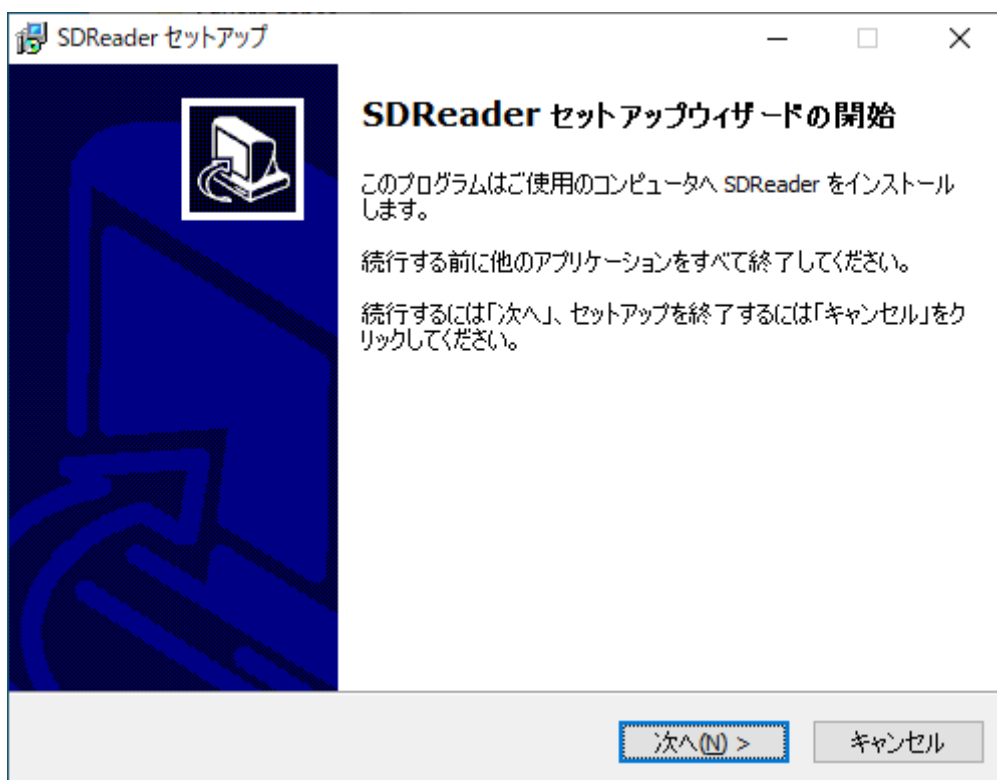 SDReader セットアップ
SDReader セットアップウィザードの開始
このプログラムはご使用のコンピュータへ SDReader をインストール
します。
続行する前に他のアプリケーションをすべて終了してください。
続行するには「次へ」、セットアップを終了するには「キャンセル」をク
リックしてください。
次へ(N) >
キャンセル